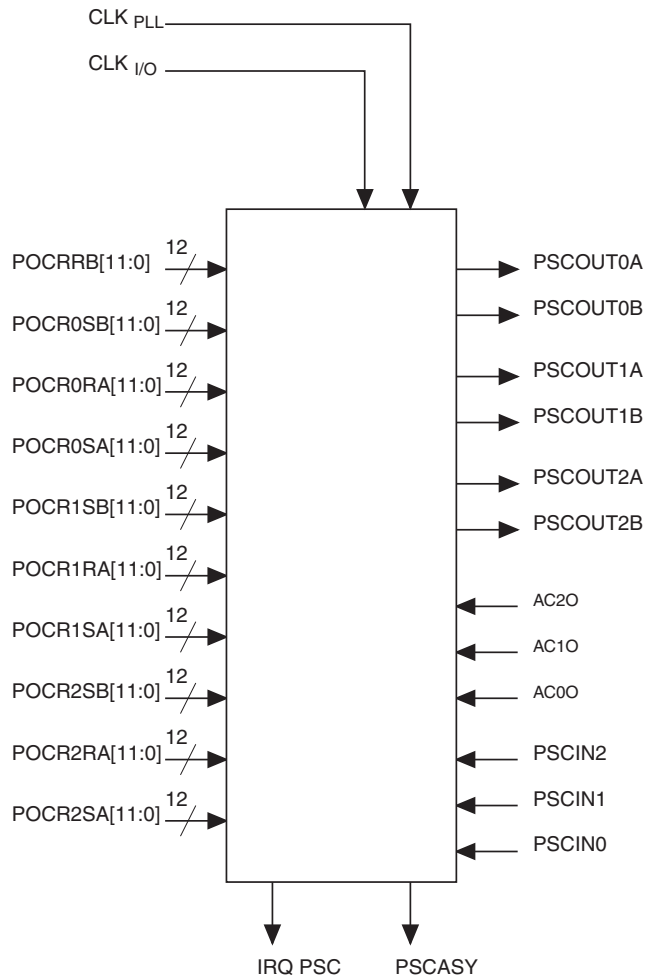 CLK PLL
CLK I/O
POCRRB[11:0] 12
POCR0SB[11:0] 12
POCR0RA[11:0] 12
POCR0SA[11:0] 12
POCR1SB[11:0] 12
POCR1RA[11:0] 12
POCR1SA[11:0] 12
POCR2SB[11:0] 12
POCR2RA[11:0] 12
POCR2SA[11:0] 12
PSCOUT0A
PSCOUT0B
PSCOUT1A
PSCOUT1B
PSCOUT2A
PSCOUT2B
AC2O
AC1O
AC0O
PSCIN2
PSCIN1
PSCIN0
IRQ PSC
PSCASY